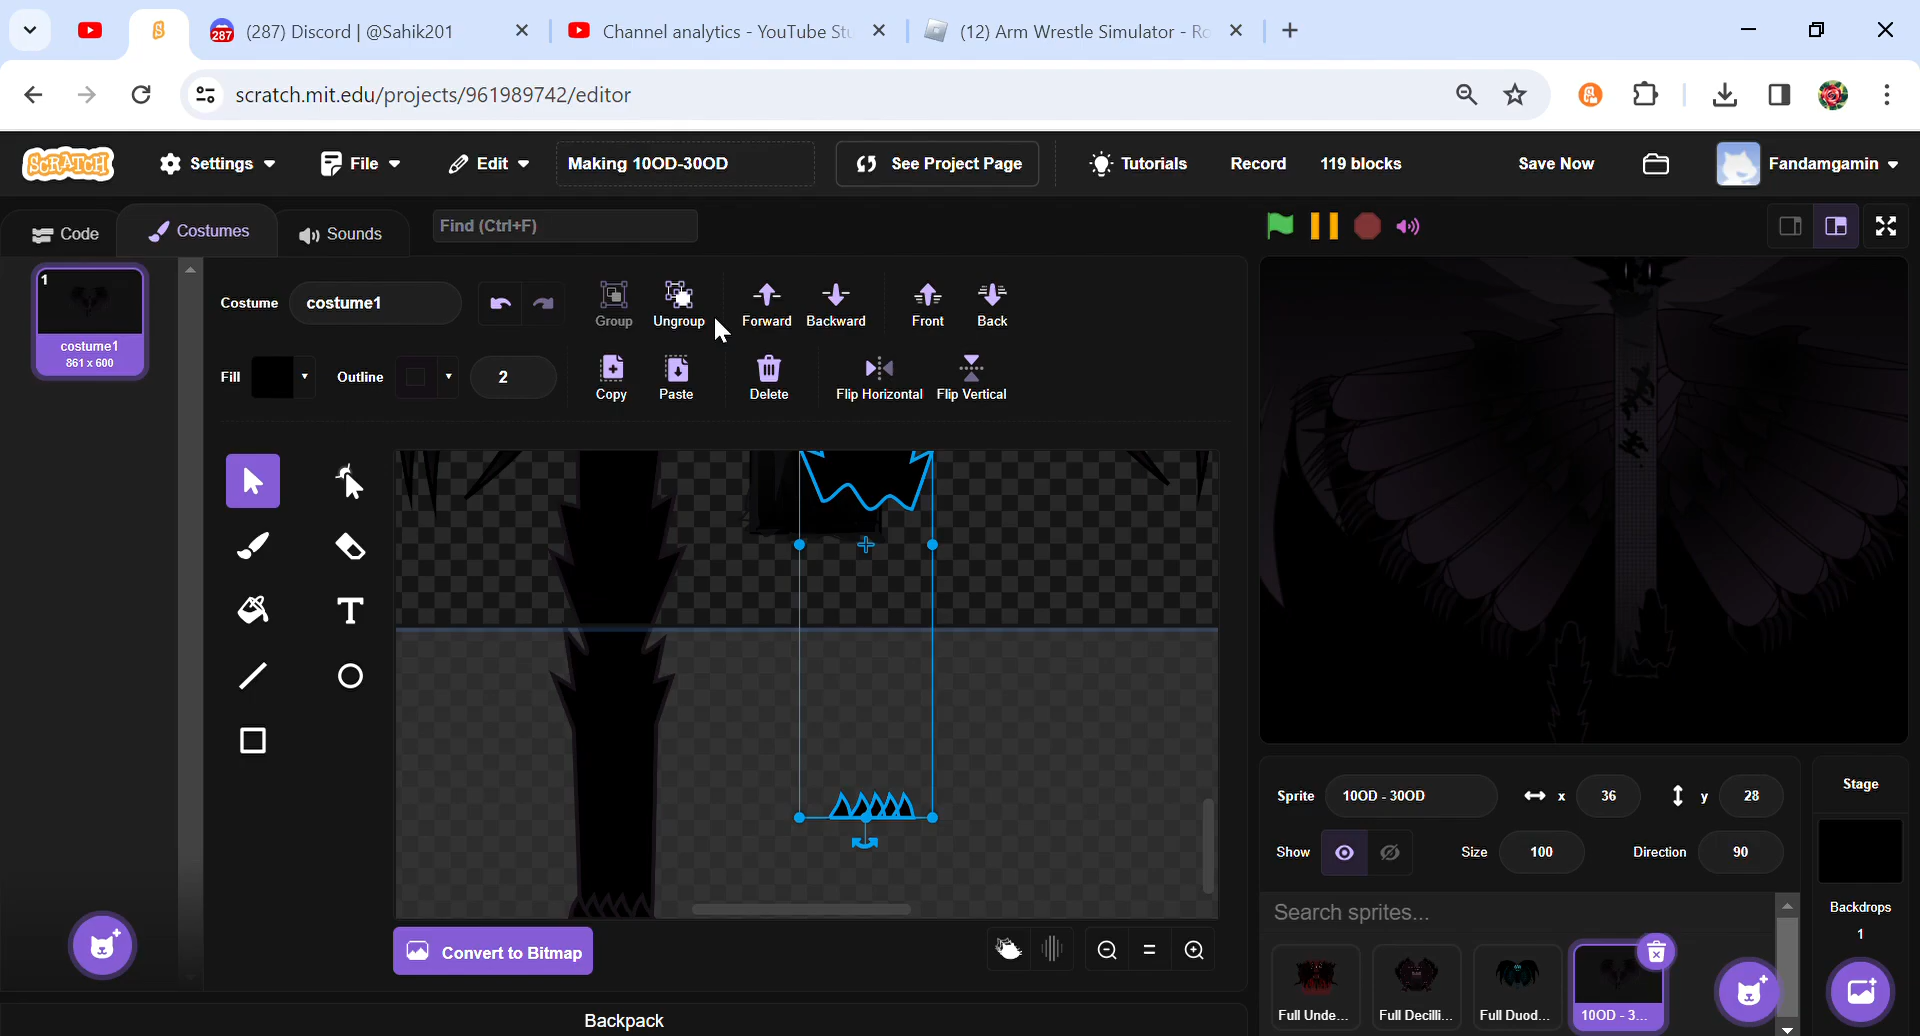 287
(287) Discord | @Sahik201
Channel analytics - YouTube Stu
(12) Arm Wrestle Simulator - Ro
scratch.mit.edu/projects/961989742/editor
SCRATCH
Settings
File
Edit
Making 10OD-30OD
See Project Page
Tutorials
Record
119 blocks
Save Now
Fandamgamin
Code
Costumes
Sounds
Find (Ctrl+F)
1
costume1
861 x 600
Costume
costume1
Group
Ungroup
Forward
Backward
Front
Back
Fill
Outline
2
Copy
Paste
Delete
Flip Horizontal
Flip Vertical
T
Convert to Bitmap
Backpack
Sprite
10OD - 30OD
x
36
y
28
Show
Size
100
Direction
90
Search sprites...
Full Unde...
Full Decilli...
Full Duod...
10OD - 3...
Stage
Backdrops
1